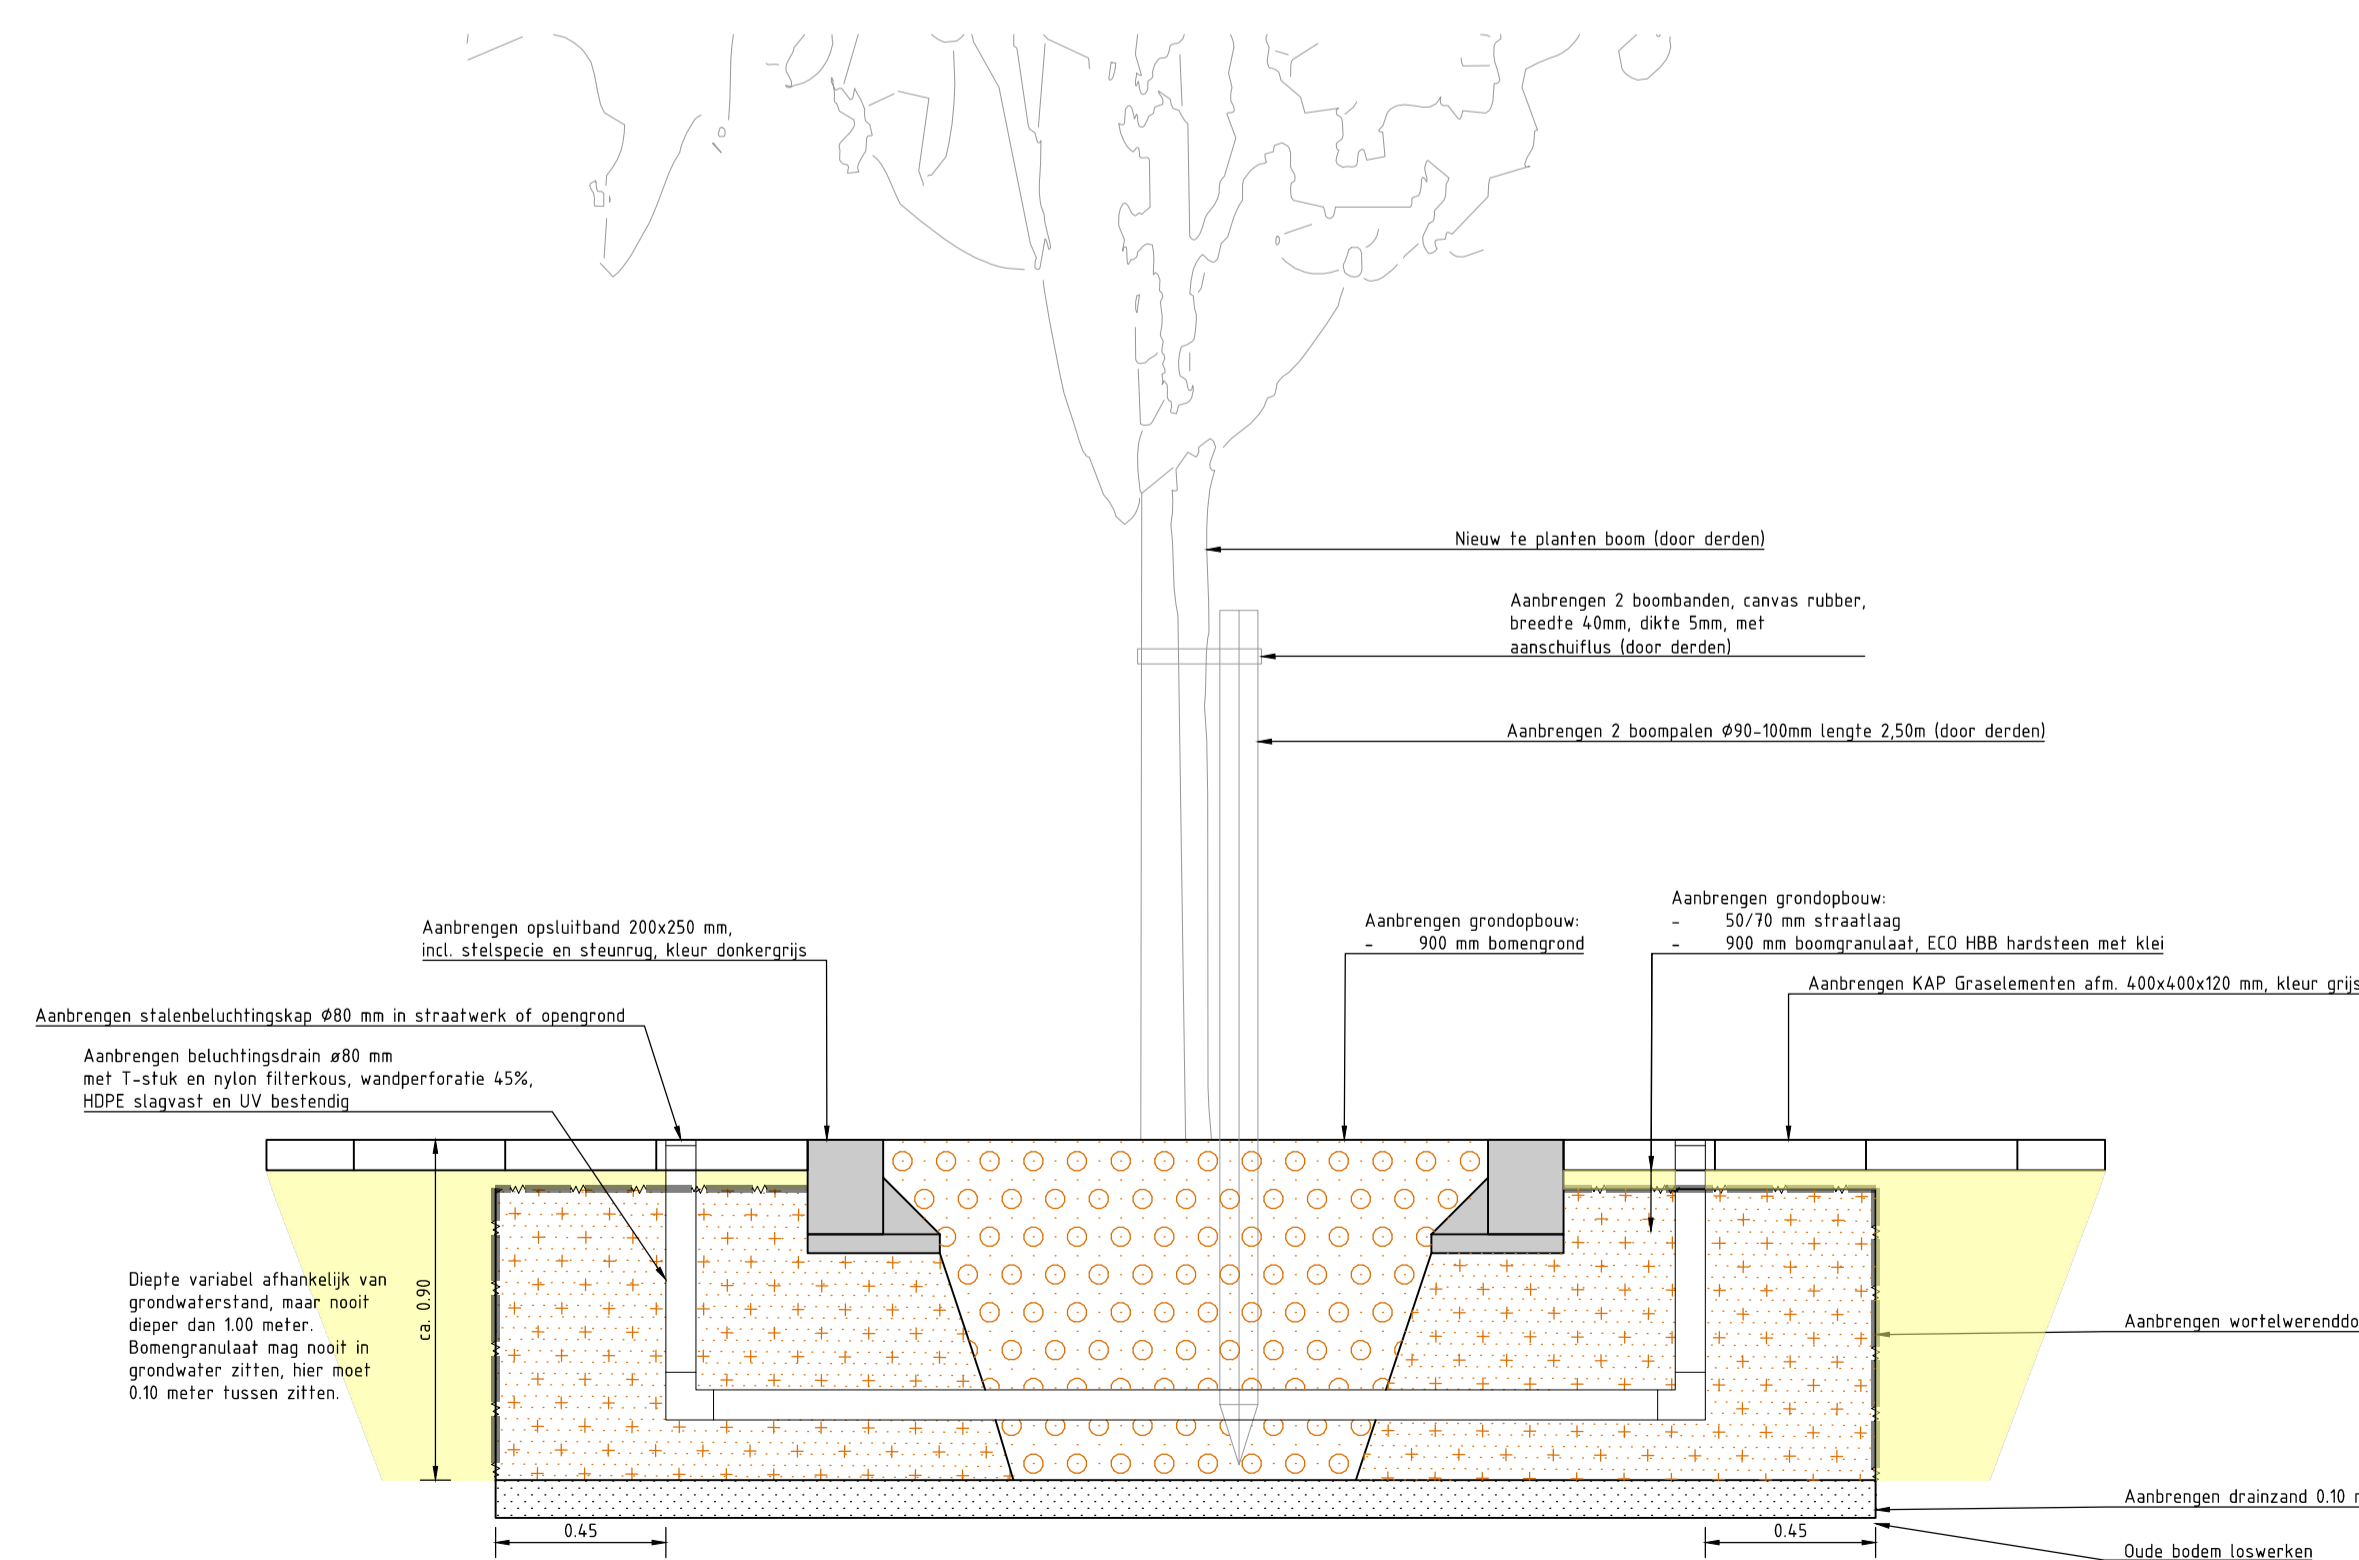 Nieuw te planten boom (door derden)
Aanbrengen 2 boombanden, canvas rubber,
breedte 40mm, dikte 5mm, met
aanschuiflus (door derden)
Aanbrengen 2 boompalen Ø90-100mm lengte 2,50m (door derden)
Aanbrengen grondopbouw:
- 50/70 mm straatlaag
- 900 mm boomgranulaat, ECO HBB hardsteen met klei
Aanbrengen grondopbouw:
- 900 mm bomengrond
Aanbrengen opsluitband 200x250 mm,
incl. stelspecie en steunrug, kleur donkergrijs
Aanbrengen KAP Graselementen afm. 400x400x120 mm, kleur grijs
Aanbrengen stalenbeluchtingskap Ø80 mm in straatwerk of opengrond
Aanbrengen beluchtingsdrain ø80 mm
met T-stuk en nylon filterkous, wandperforatie 45%,
HDPE slagvast en UV bestendig
Diepte variabel afhankelijk van
grondwaterstand, maar nooit
dieper dan 1.00 meter.
Bomengranulaat mag nooit in
grondwater zitten, hier moet
0.10 meter tussen zitten.
ca. 0.90
Aanbrengen
Aanbrengen drainzand 0.10
0.45
0.45
Oude bodem loswerken